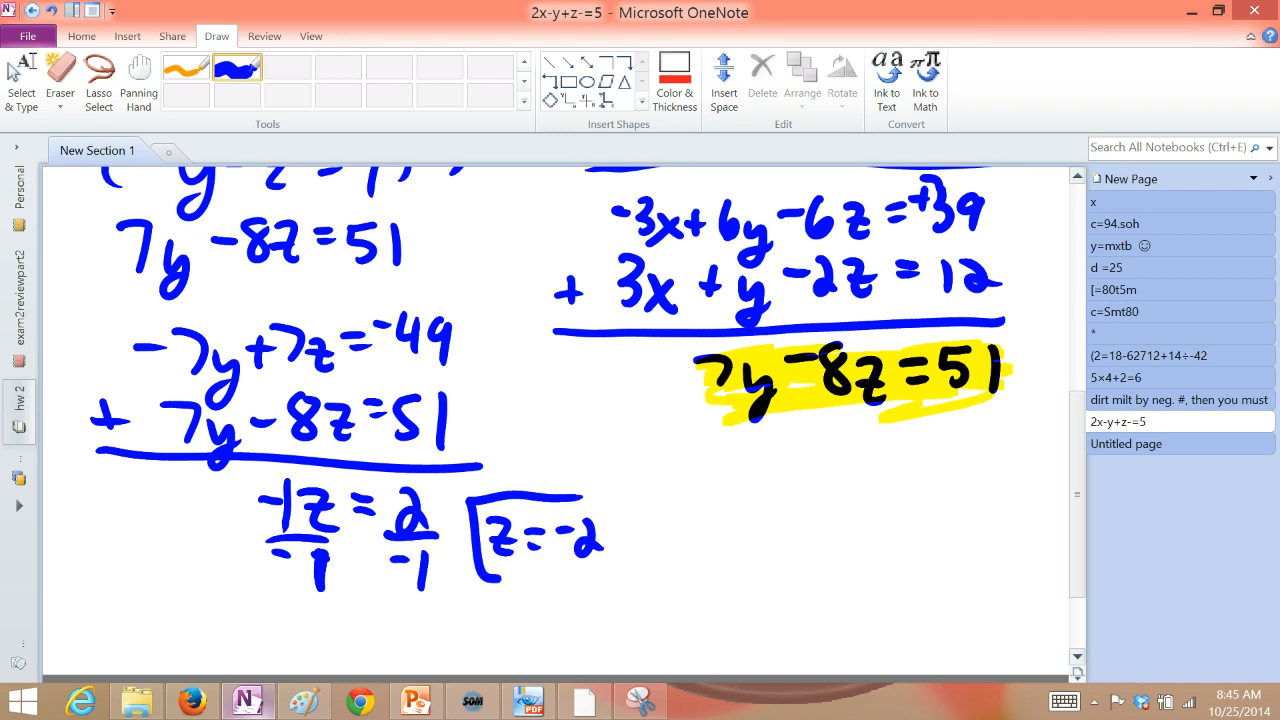 2x-y+z-=5 - Microsoft OneNote
File Home Insert Share Draw Review View
Select & Type
Eraser
Lasso Select
Panning Hand
Color & Thickness
Insert Space
Delete
Arrange
Rotate
Ink to Text
Ink to Math
Tools
Insert Shapes
Edit
Convert
New Section 1
Search All Notebooks (Ctrl+E)
Personal
exam2reviewpart2
exam2
h 2
New Page
x
c=94.soh
y=mxtb ☺
d =25
[=80t5m
c=Smt80
*
(2=18-62712+14÷-42
5×4+2=6
dirt milt by neg. #, then you must
2x-y+z-=5
Untitled page
7y -8z=51
-7y+7z=-49
+ 7y-8z=51
-1z=2
-1 -1
z=-2
-3x+6y-6z=+39
+ 3x+y-2z=12
7y-8z=51
8:45 AM
10/25/2014